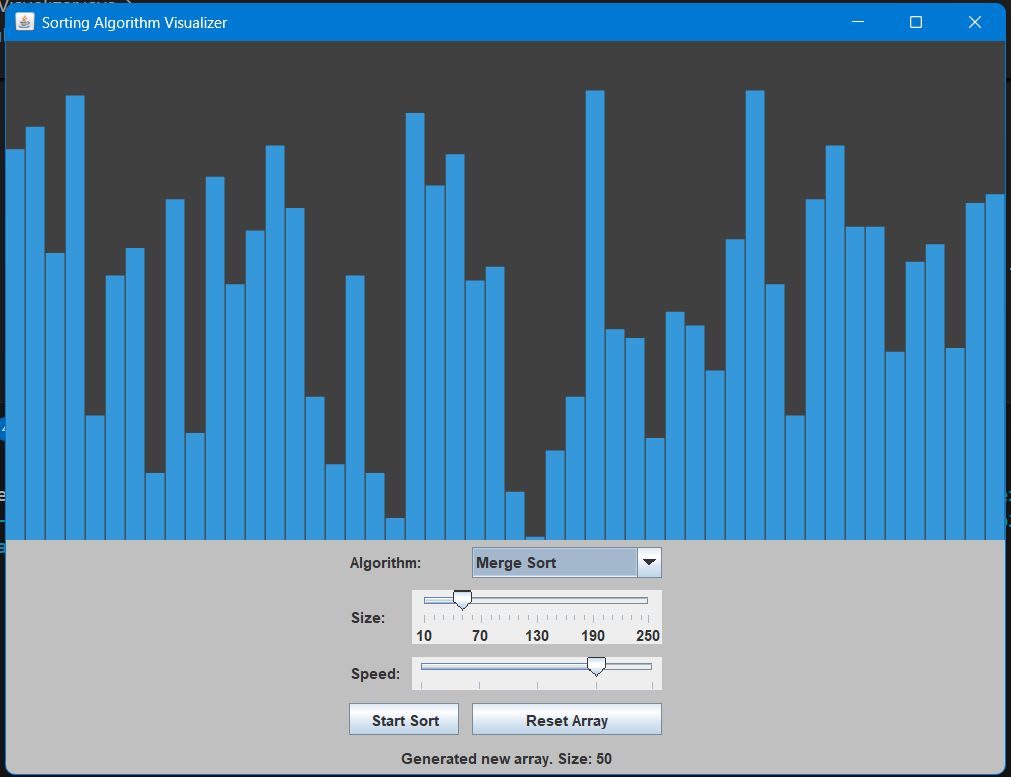 Sorting Algorithm Visualizer
Algorithm: Merge Sort
Size:
10 70 130 190 250
Speed:
Start Sort Reset Array
Generated new array. Size: 50